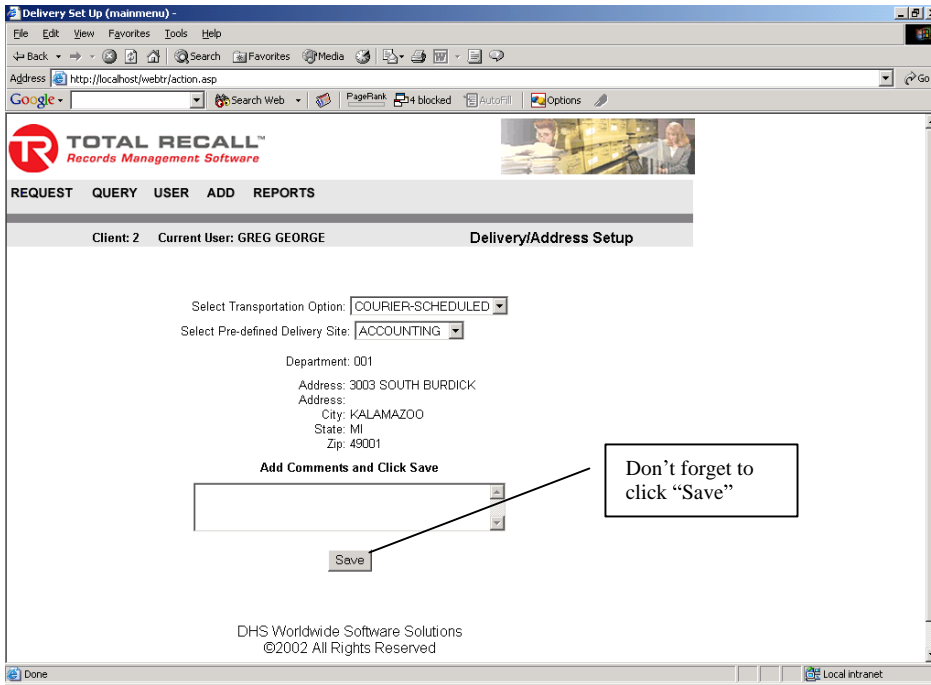 Delivery Set Up (mainmenu) -
File Edit View Favorites Tools Help
Back Search Favorites Media
Address http://localhost/webtr/action.asp Go
Google Search Web PageRank 4 blocked AutoFill Options
TOTAL RECALL™
Records Management Software
REQUEST QUERY USER ADD REPORTS
Client: 2 Current User: GREG GEORGE Delivery/Address Setup
Select Transportation Option: COURIER-SCHEDULED
Select Pre-defined Delivery Site: ACCOUNTING
Department: 001
Address: 3003 SOUTH BURDICK
Address:
City: KALAMAZOO
State: MI
Zip: 49001
Add Comments and Click Save
Don't forget to
click “Save”
Save
DHS Worldwide Software Solutions
©2002 All Rights Reserved
Done Local intranet